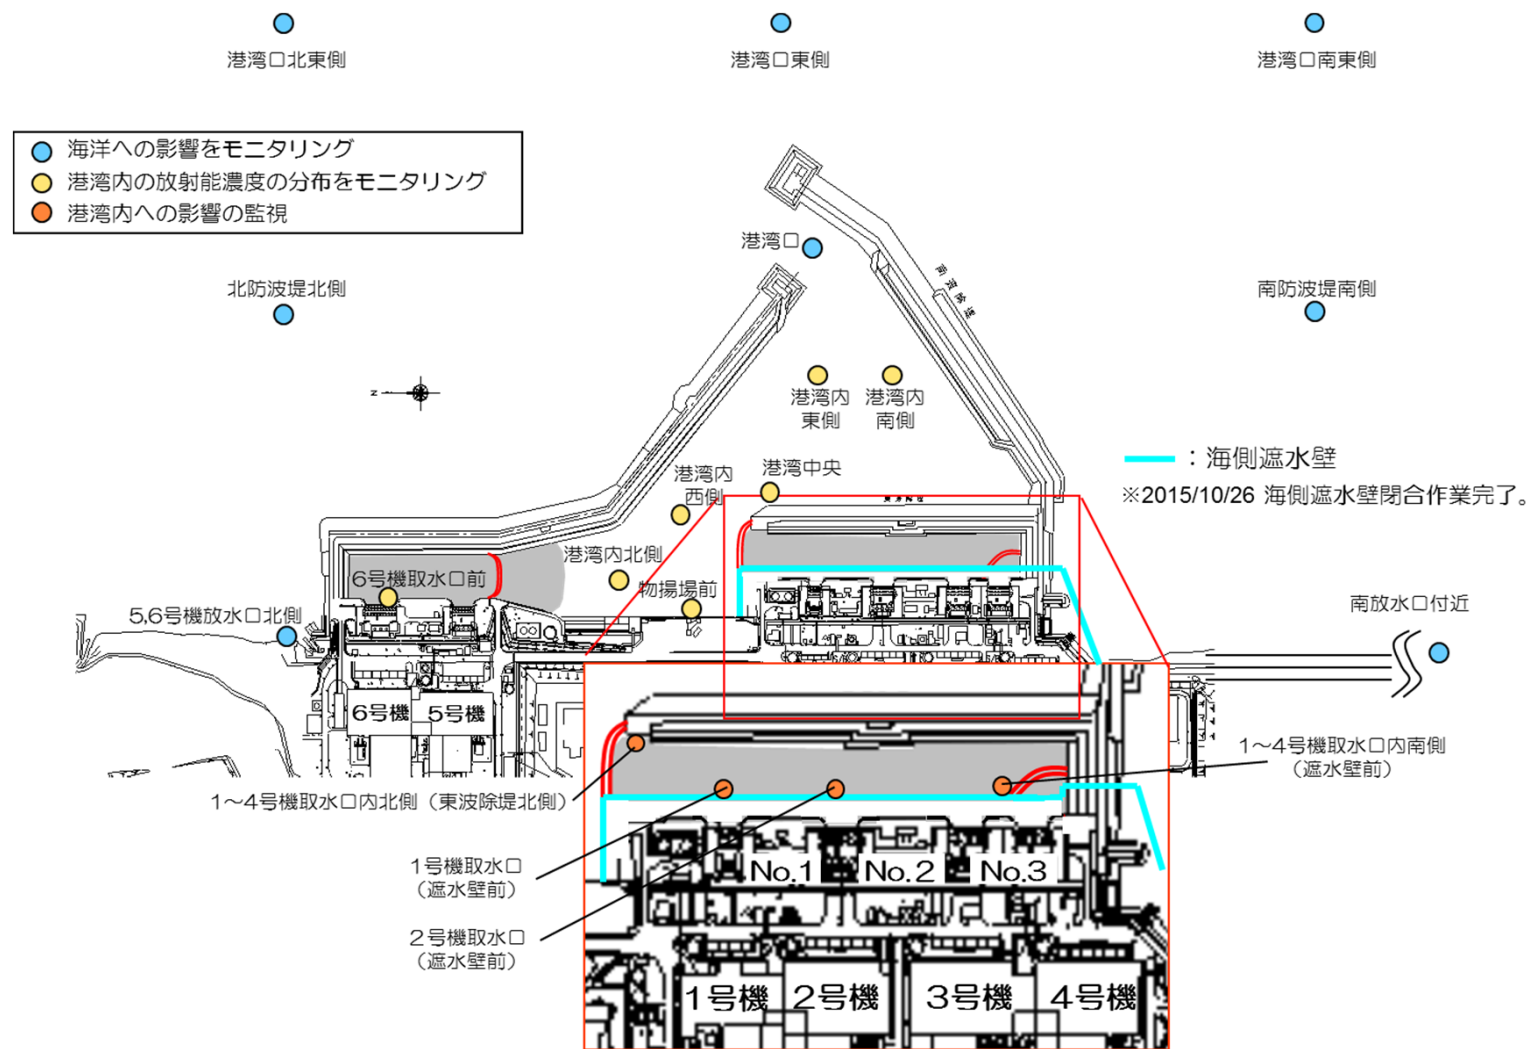 港湾口北東側
港湾口東側
港湾口南東側
海洋への影響をモニタリング
港湾内の放射能濃度の分布をモニタリング
港湾内への影響の監視
港湾口
北防波堤北側
南防波堤南側
N
港湾内
東側
港湾内
南側
：海側遮水壁
※2015/10/26 海側遮水壁閉合作業完了。
港湾内
西側
港湾中央
港湾内北側
物揚場前
6号機取水口前
5,6号機放水口北側
南放水口付近
6号機
5号機
1～4号機取水口内南側
（遮水壁前）
1～4号機取水口内北側（東波除堤北側）
1号機取水口
（遮水壁前）
2号機取水口
（遮水壁前）
No.1
No.2
No.3
1号機
2号機
3号機
4号機